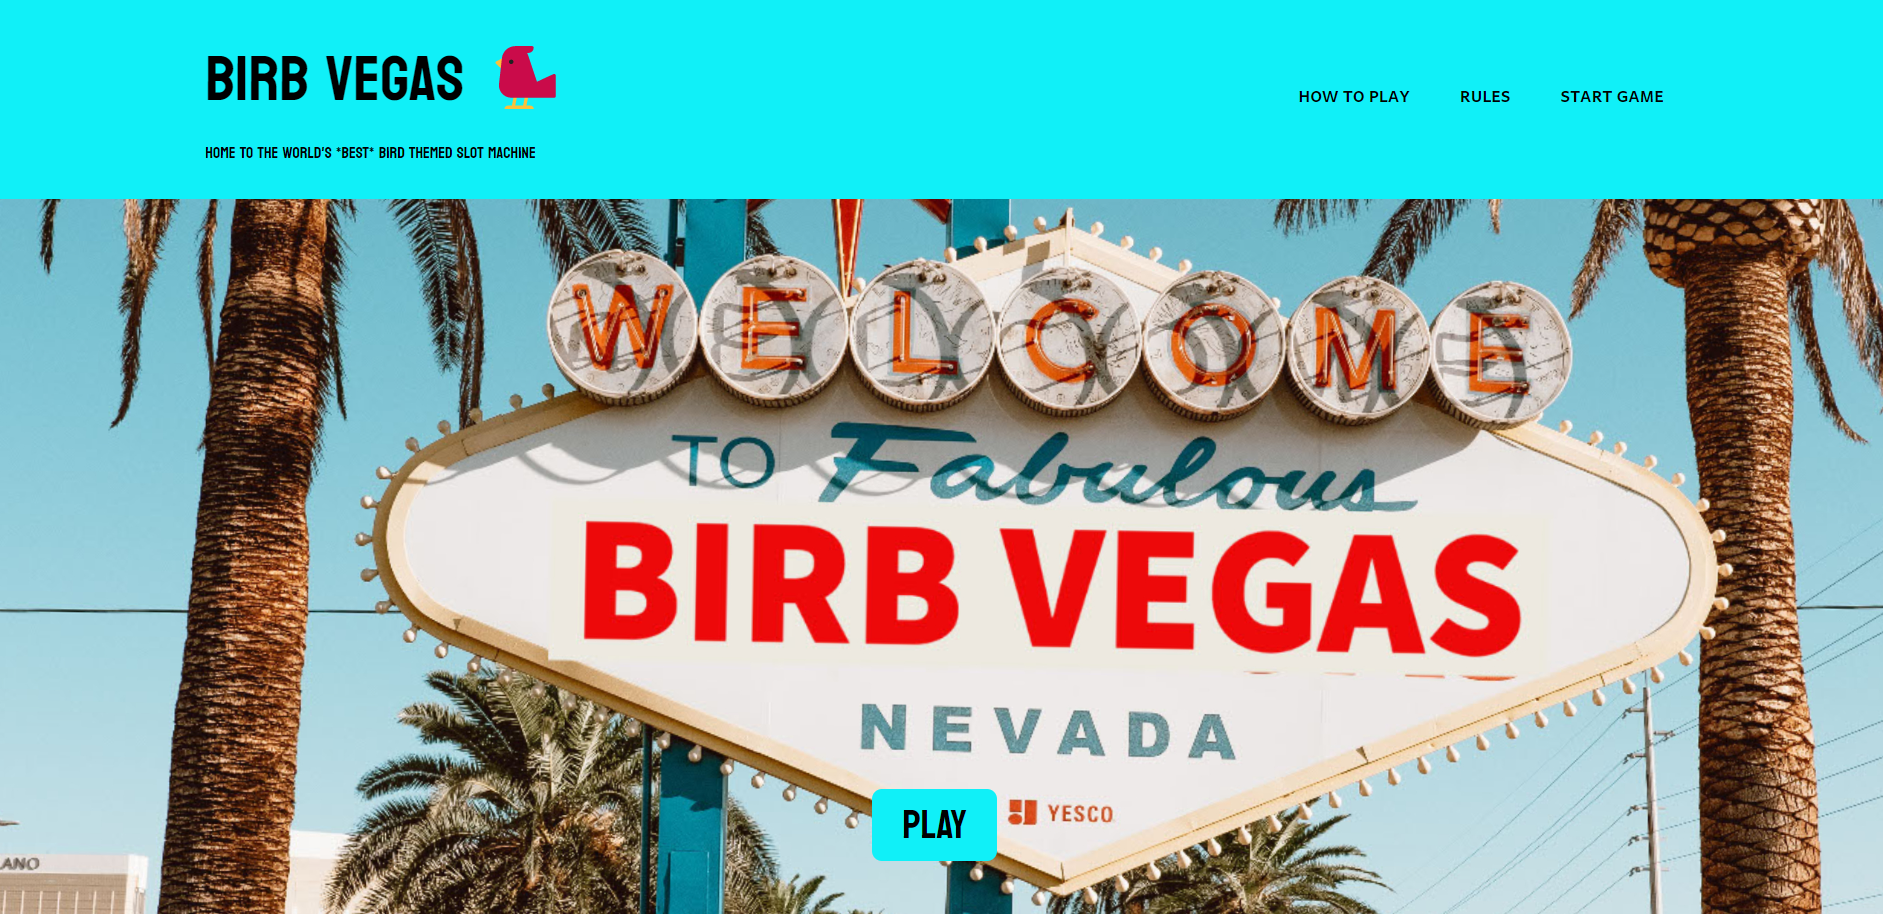 BIRB VEGAS
HOW TO PLAY
RULES
START GAME
HOME TO THE WORLD'S *BEST* BIRD THEMED SLOT MACHINE
WELCOME
TO Fabulous
BIRB VEGAS
NEVADA
YESCO
PLAY
ANO